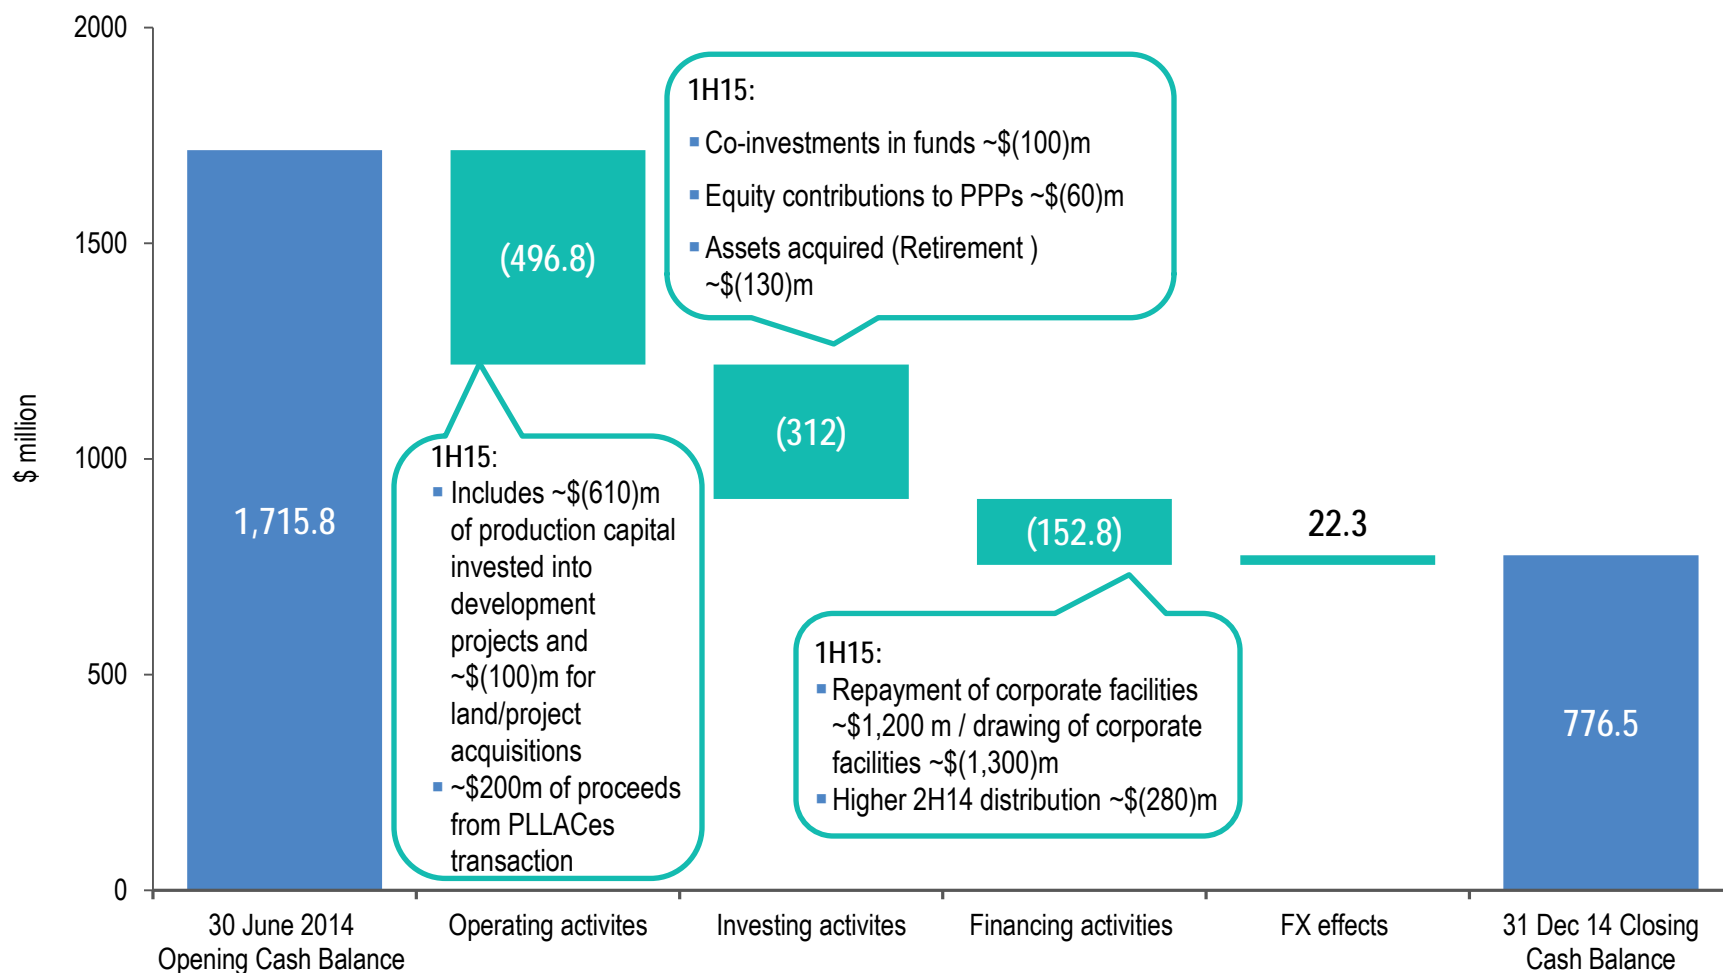 2000
1500
1000
500
0
$ million
1,715.8
(496.8)
(312)
(152.8)
22.3
776.5
1H15:
▪ Co-investments in funds ~$(100)m
▪ Equity contributions to PPPs ~$(60)m
▪ Assets acquired (Retirement )
~$(130)m
1H15:
▪ Includes ~$(610)m
of production capital
invested into
development
projects and
~$(100)m for
land/project
acquisitions
▪ ~$200m of proceeds
from PLLACes
transaction
1H15:
▪ Repayment of corporate facilities
~$1,200 m / drawing of corporate
facilities ~$(1,300)m
▪ Higher 2H14 distribution ~$(280)m
30 June 2014
Opening Cash Balance
Operating activites
Investing activites
Financing activities
FX effects
31 Dec 14 Closing
Cash Balance